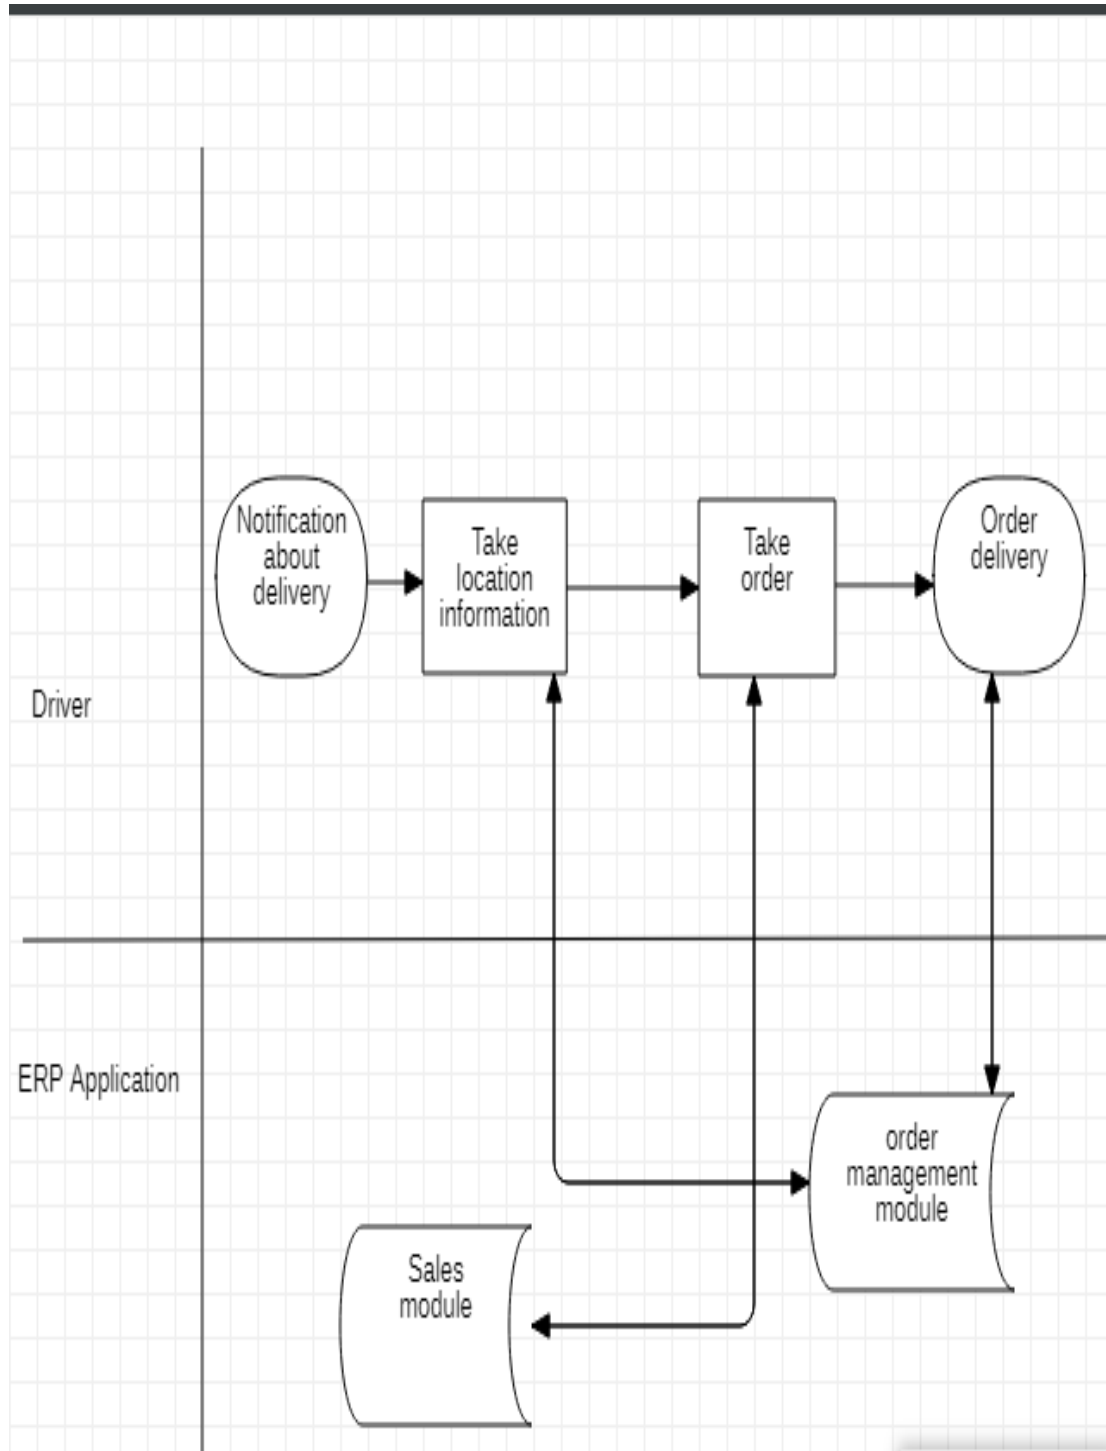 Notification
about
delivery
Take
location
information
Take
order
Order
delivery
Driver
ERP Application
order
management
module
Sales
module